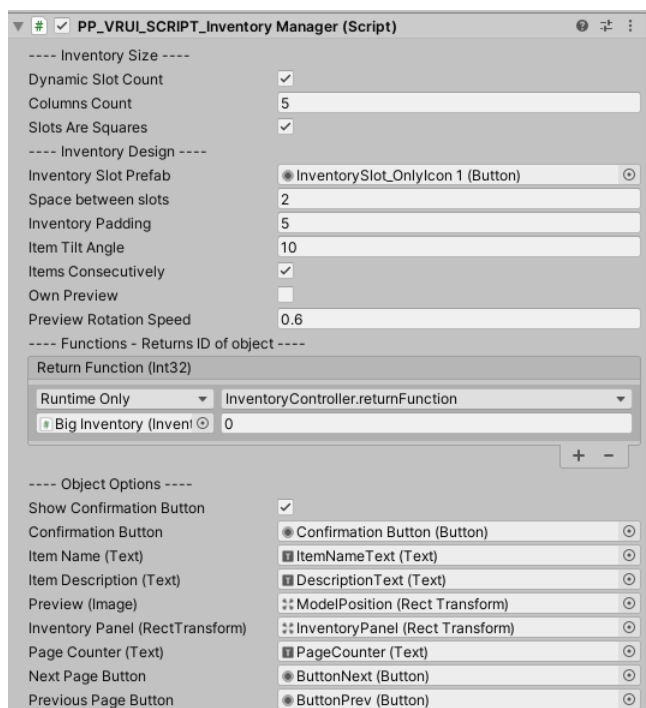 PP_VRUI_SCRIPT_Inventory Manager (Script)
---- Inventory Size ----
Dynamic Slot Count
Columns Count 5
Slots Are Squares
---- Inventory Design ----
Inventory Slot Prefab InventorySlot_OnlyIcon 1 (Button)
Space between slots 2
Inventory Padding 5
Item Tilt Angle 10
Items Consecutively
Own Preview
Preview Rotation Speed 0.6
---- Functions - Returns ID of object ----
Return Function (Int32)
Runtime Only InventoryController.returnFunction
Big Inventory (Invent 0
+ −
---- Object Options ----
Show Confirmation Button
Confirmation Button Confirmation Button (Button)
Item Name (Text) ItemNameText (Text)
Item Description (Text) DescriptionText (Text)
Preview (Image) ModelPosition (Rect Transform)
Inventory Panel (RectTransform) InventoryPanel (Rect Transform)
Page Counter (Text) PageCounter (Text)
Next Page Button ButtonNext (Button)
Previous Page Button ButtonPrev (Button)